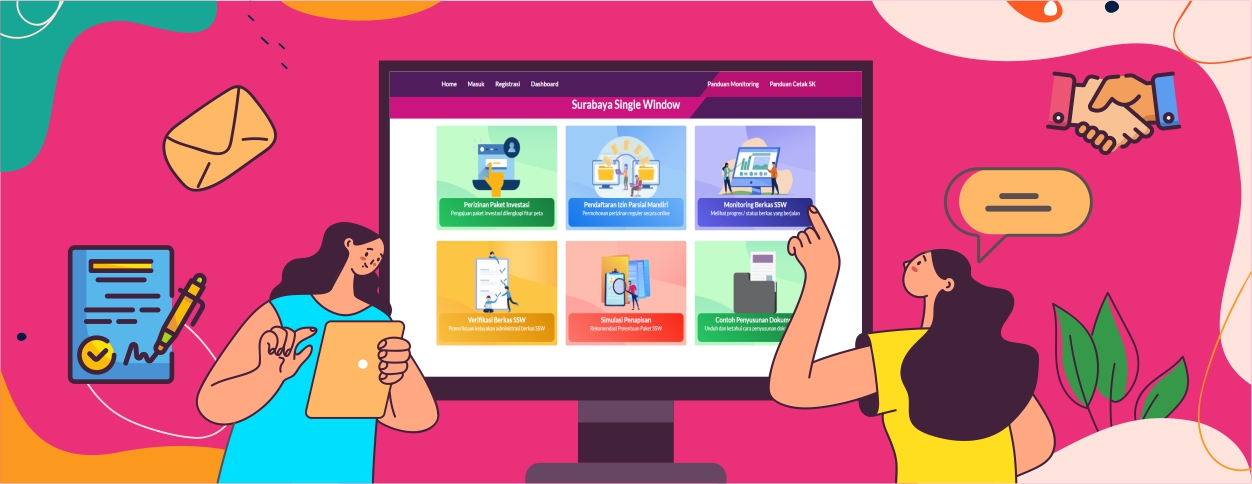 Home Masuk Registrasi Dashboard Panduan Monitoring Panduan Cetak SK
Surabaya Single Window
Perizinan Paket Investasi
Pengajuan paket investasi dilengkapi fitur peta
Pendaftaran Izin Parsial Mandiri
Permohonan perizinan reguler secara online
Monitoring Berkas SSW
Melihat progres / status berkas yang berjalan
Verifikasi Berkas SSW
Pemeriksaan kelayakan administrasi berkas SSW
Simulasi Penapisan
Rekomendasi Penentuan Paket SSW
Contoh Penyusunan Dokum
Unduh dan ketahui cara penyusunan